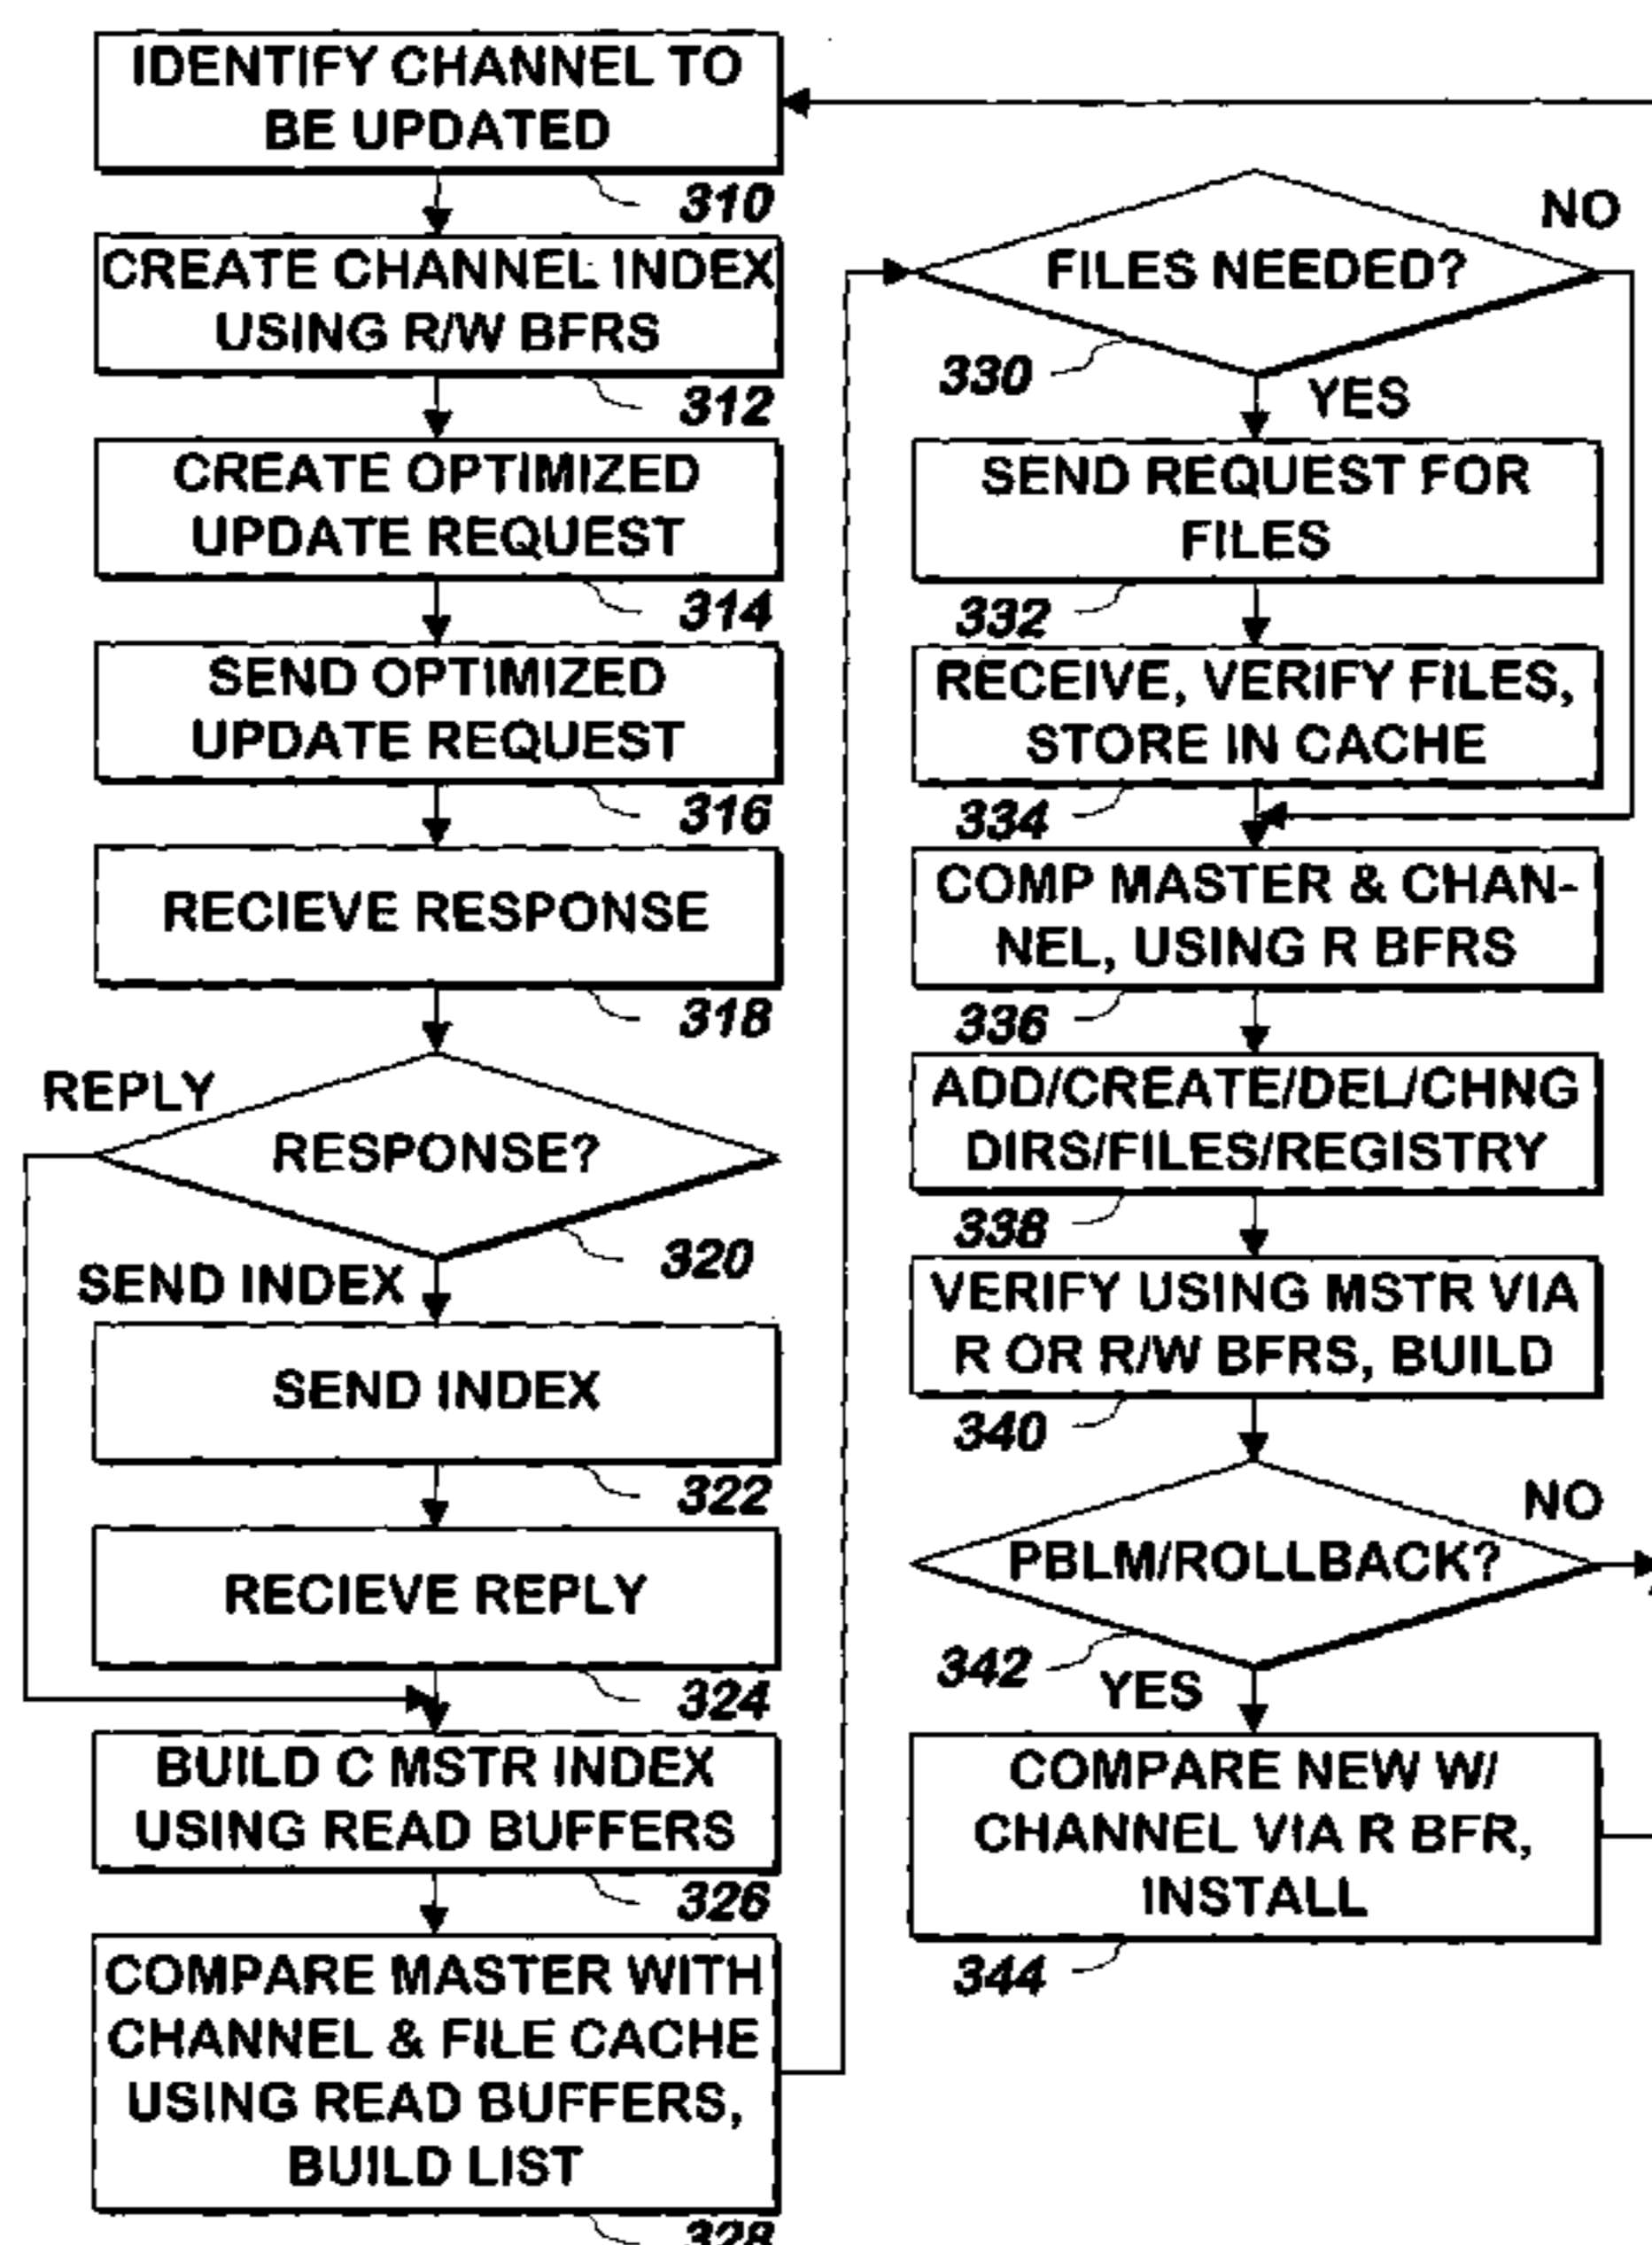 IDENTIFY CHANNEL TO
BE UPDATED
310
CREATE CHANNEL INDEX
USING R/W BFRS
312
CREATE OPTIMIZED
UPDATE REQUEST
314
SEND OPTIMIZED
UPDATE REQUEST
316
RECIEVE RESPONSE
318
REPLY
RESPONSE?
320
SEND INDEX
SEND INDEX
322
RECIEVE REPLY
324
BUILD C MSTR INDEX
USING READ BUFFERS
326
COMPARE MASTER WITH
CHANNEL & FILE CACHE
USING READ BUFFERS,
BUILD LIST
328
NO
FILES NEEDED?
330
YES
SEND REQUEST FOR
FILES
332
RECEIVE, VERIFY FILES,
STORE IN CACHE
334
COMP MASTER & CHAN-
NEL, USING R BFRS
336
ADD/CREATE/DEL/CHNG
DIRS/FILES/REGISTRY
338
VERIFY USING MSTR VIA
R OR R/W BFRS, BUILD
340
NO
PBLM/ROLLBACK?
342
YES
COMPARE NEW W/
CHANNEL VIA R BFR,
INSTALL
344